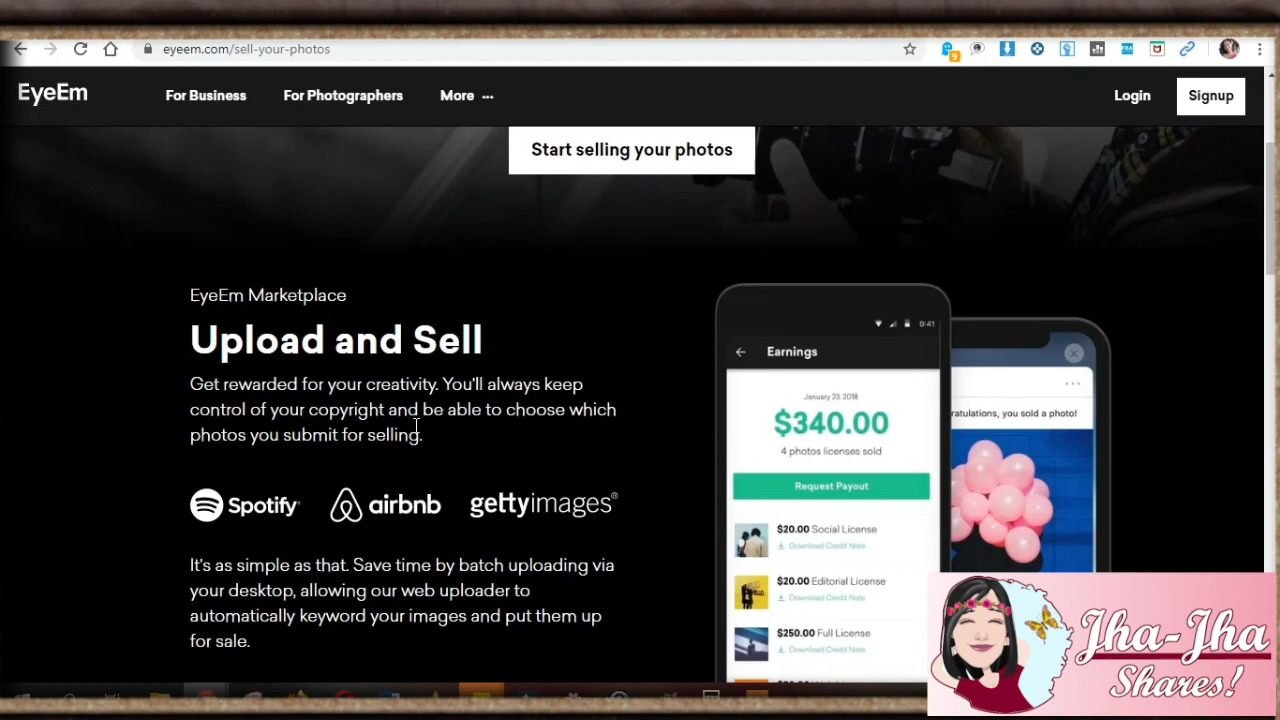 eyeem.com/sell-your-photos
9
EyeEm
For Business
For Photographers
More ...
Login
Signup
Start selling your photos
EyeEm Marketplace
Upload and Sell
Get rewarded for your creativity. You'll always keep
control of your copyright and be able to choose which
photos you submit for selling.
Spotify
airbnb
gettyimages®
It's as simple as that. Save time by batch uploading via
your desktop, allowing our web uploader to
automatically keyword your images and put them up
for sale.
9:41
Earnings
January 23, 2018
$340.00
4 photos licenses sold
Request Payout
$20.00 Social License
Download Credit Note
$20.00 Editorial License
Download Credit Note
$250.00 Full License
Download Credit Note
ratulations, you sold a photo!
Jha-Jha
Shares!